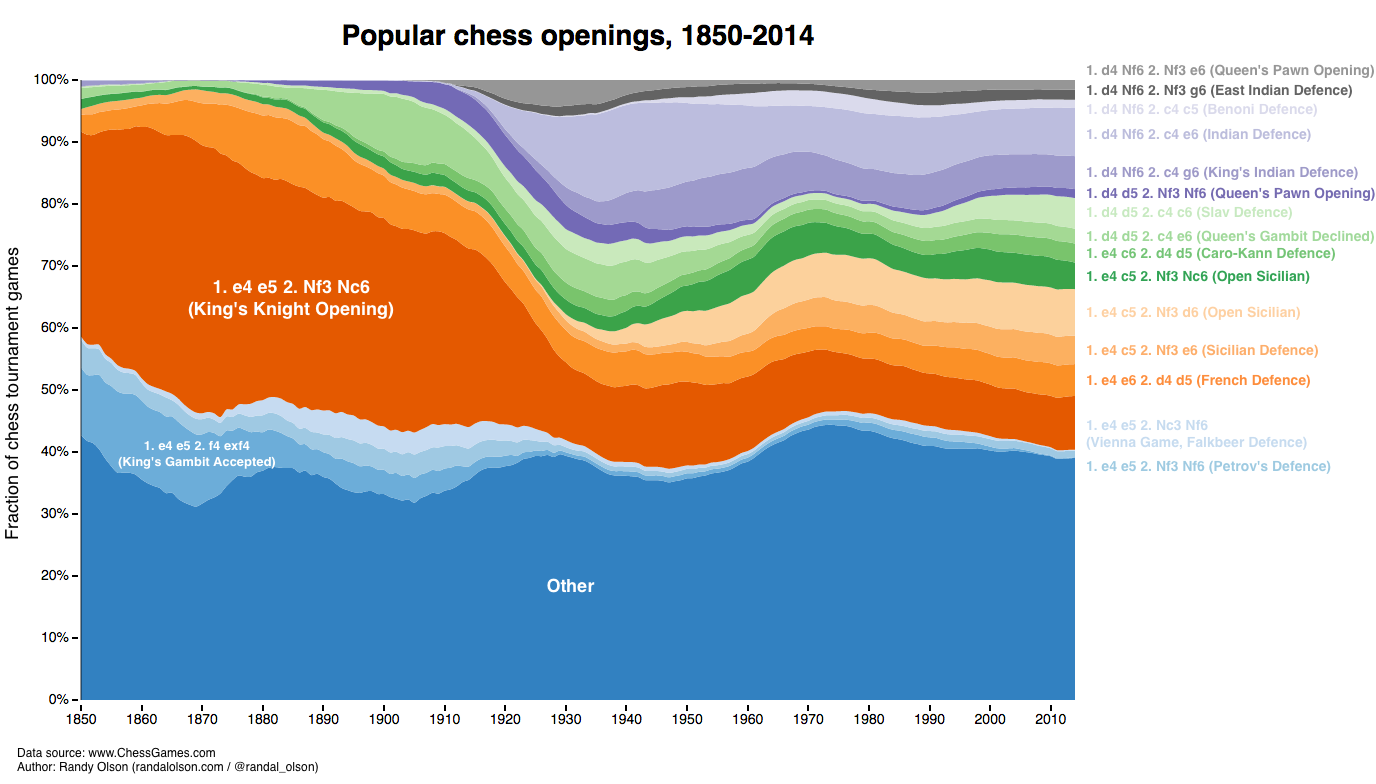 Popular chess openings, 1850-2014
Fraction of chess tournament games
100%
90%
80%
70%
60%
50%
40%
30%
20%
10%
0%
1850 1860 1870 1880 1890 1900 1910 1920 1930 1940 1950 1960 1970 1980 1990 2000 2010
1. e4 e5 2. Nf3 Nc6
(King's Knight Opening)
1. e4 e5 2. f4 exf4
(King's Gambit Accepted)
Other
1. d4 Nf6 2. Nf3 e6 (Queen's Pawn Opening)
1. d4 Nf6 2. Nf3 g6 (East Indian Defence)
1. d4 Nf6 2. c4 c5 (Benoni Defence)
1. d4 Nf6 2. c4 e6 (Indian Defence)
1. d4 Nf6 2. c4 g6 (King's Indian Defence)
1. d4 d5 2. Nf3 Nf6 (Queen's Pawn Opening)
1. d4 d5 2. c4 c6 (Slav Defence)
1. d4 d5 2. c4 e6 (Queen's Gambit Declined)
1. e4 c6 2. d4 d5 (Caro-Kann Defence)
1. e4 c5 2. Nf3 Nc6 (Open Sicilian)
1. e4 c5 2. Nf3 d6 (Open Sicilian)
1. e4 c5 2. Nf3 e6 (Sicilian Defence)
1. e4 e6 2. d4 d5 (French Defence)
1. e4 e5 2. Nc3 Nf6
(Vienna Game, Falkbeer Defence)
1. e4 e5 2. Nf3 Nf6 (Petrov's Defence)
Data source: www.ChessGames.com
Author: Randy Olson (randalolson.com / @randal_olson)